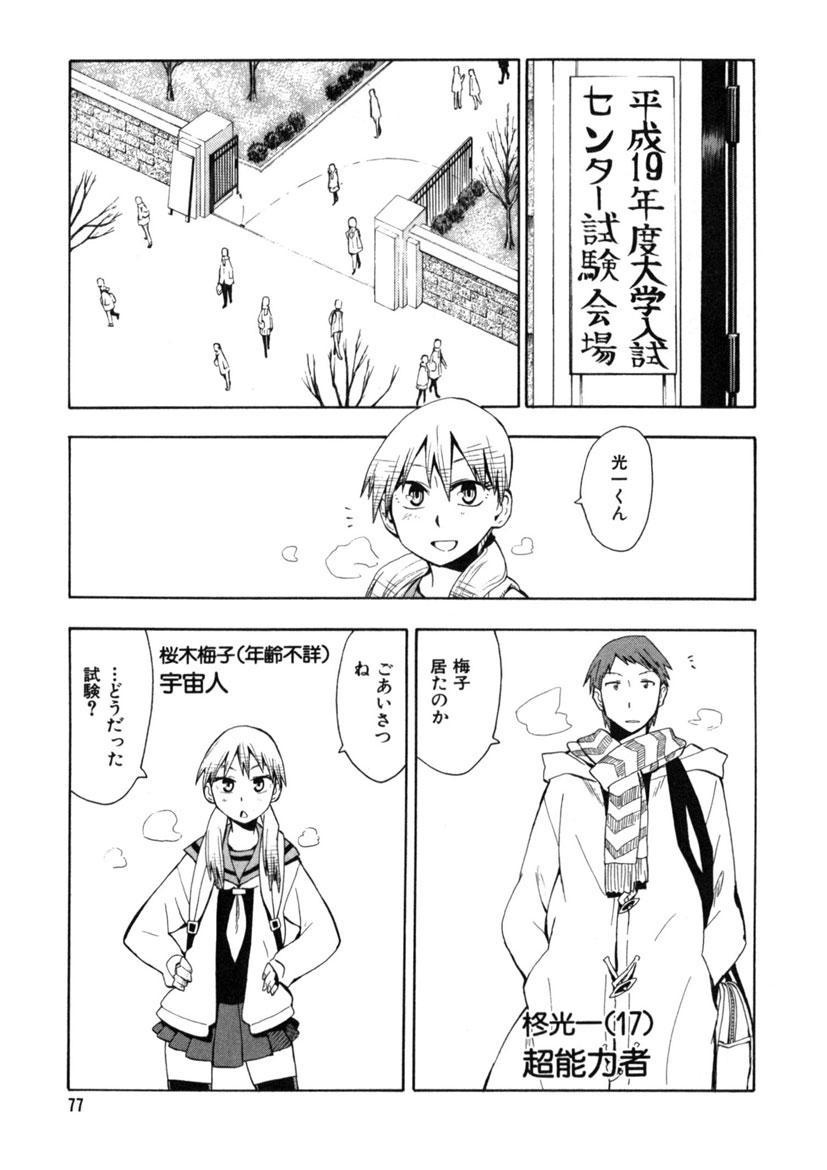 平成19年度大学入試
センター試験会場
光一くん
梅子
居たのか
柊光一(17)
超能力者
ごあいさつ
ね
桜木梅子(年齢不詳)
宇宙人
…どうだった
試験?
77